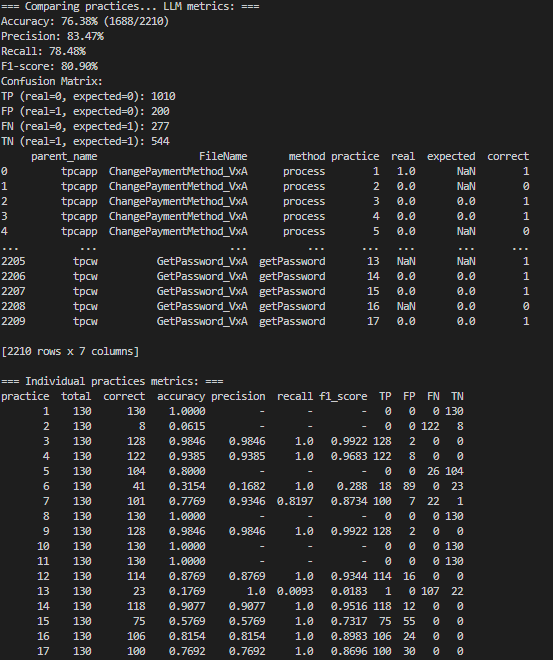 === Comparing practices... LLM metrics: ===
Accuracy: 76.38% (1688/2210)
Precision: 83.47%
Recall: 78.48%
F1-score: 80.90%
Confusion Matrix:
TP (real=0, expected=0): 1010
FP (real=1, expected=0): 200
FN (real=0, expected=1): 277
TN (real=1, expected=1): 544
parent_name FileName method practice real expected correct
0 tpcapp ChangePaymentMethod_VxA process 1 1.0 NaN 1
1 tpcapp ChangePaymentMethod_VxA process 2 0.0 NaN 0
2 tpcapp ChangePaymentMethod_VxA process 3 0.0 0.0 1
3 tpcapp ChangePaymentMethod_VxA process 4 0.0 0.0 1
4 tpcapp ChangePaymentMethod_VxA process 5 0.0 NaN 0
... ... ... ... ... ... ... ...
2205 tpcw GetPassword_VxA getPassword 13 NaN NaN 1
2206 tpcw GetPassword_VxA getPassword 14 0.0 0.0 1
2207 tpcw GetPassword_VxA getPassword 15 0.0 0.0 1
2208 tpcw GetPassword_VxA getPassword 16 NaN 0.0 0
2209 tpcw GetPassword_VxA getPassword 17 0.0 0.0 1
[2210 rows x 7 columns]
=== Individual practices metrics: ===
practice total correct accuracy precision recall f1_score TP FP FN TN
1 130 130 1.0000 - - - 0 0 0 130
2 130 8 0.0615 - - - 0 0 122 8
3 130 128 0.9846 0.9846 1.0 0.9922 128 2 0 0
4 130 122 0.9385 0.9385 1.0 0.9683 122 8 0 0
5 130 104 0.8000 - - - 0 0 26 104
6 130 41 0.3154 0.1682 1.0 0.288 18 89 0 23
7 130 101 0.7769 0.9346 0.8197 0.8734 100 7 22 1
8 130 130 1.0000 - - - 0 0 0 130
9 130 128 0.9846 0.9846 1.0 0.9922 128 2 0 0
10 130 130 1.0000 - - - 0 0 0 130
11 130 130 1.0000 - - - 0 0 0 130
12 130 114 0.8769 0.8769 1.0 0.9344 114 16 0 0
13 130 23 0.1769 1.0 0.0093 0.0183 1 0 107 22
14 130 118 0.9077 0.9077 1.0 0.9516 118 12 0 0
15 130 75 0.5769 0.5769 1.0 0.7317 75 55 0 0
16 130 106 0.8154 0.8154 1.0 0.8983 106 24 0 0
17 130 100 0.7692 0.7692 1.0 0.8696 100 30 0 0